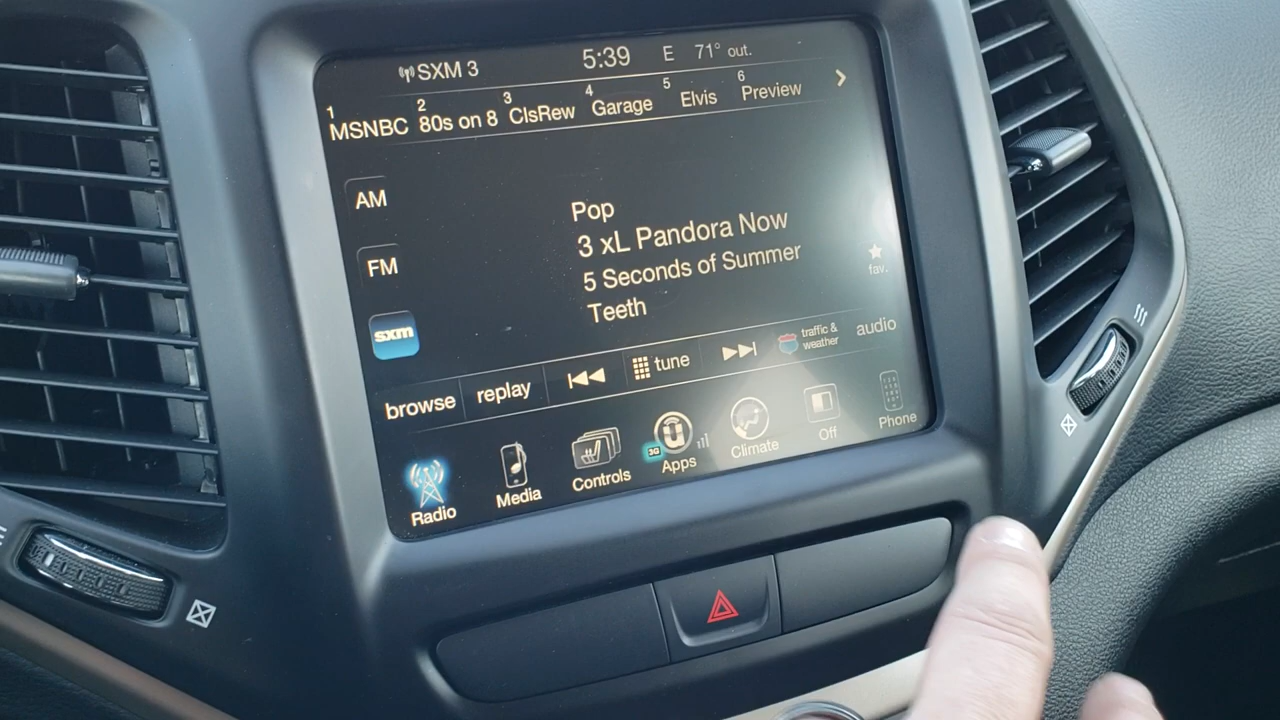 SXM 3 5:39 E 71° out.
1 MSNBC 2 80s on 8 3 ClsRew 4 Garage 5 Elvis 6 Preview
AM
FM
sxm
Pop
3 xL Pandora Now
5 Seconds of Summer
Teeth
fav.
browse replay tune traffic & weather audio
Radio Media Controls 3G Apps Climate Off Phone